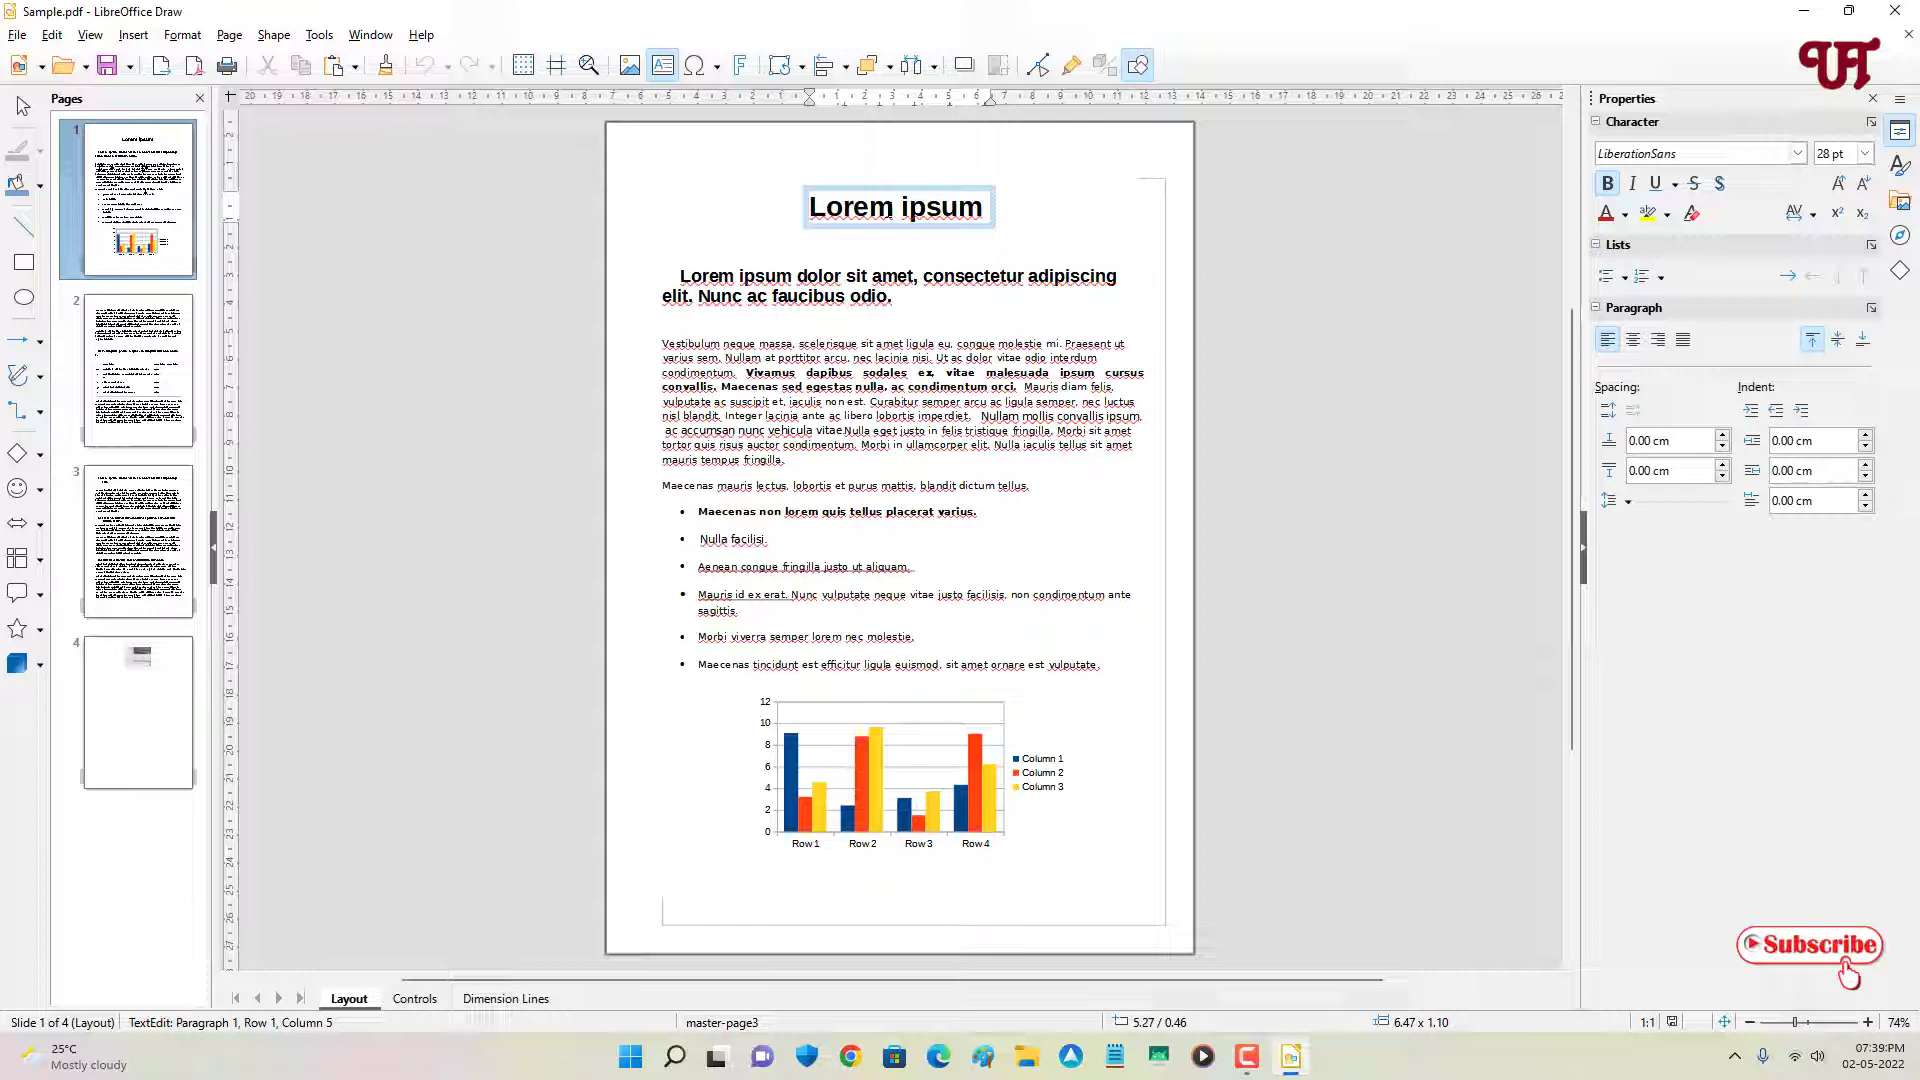 Sample.pdf - LibreOffice Draw
File Edit View Insert Format Page Shape Tools Window Help
UT
Pages
1
2
3
4
Lorem ipsum
Lorem ipsum dolor sit amet, consectetur adipiscing
elit. Nunc ac faucibus odio.
Vestibulum neque massa, scelerisque sit amet ligula eu, congue molestie mi. Praesent ut
varius sem. Nullam at porttitor arcu, nec lacinia nisi. Ut ac dolor vitae odio interdum
condimentum. Vivamus dapibus sodales ex, vitae malesuada ipsum cursus
convallis. Maecenas sed egestas nulla, ac condimentum orci. Mauris diam felis,
vulputate ac suscipit et, iaculis non est. Curabitur semper arcu ac ligula semper, nec luctus
nisl blandit. Integer lacinia ante ac libero lobortis imperdiet. Nullam mollis convallis ipsum,
ac accumsan nunc vehicula vitae. Nulla eget justo in felis tristique fringilla. Morbi sit amet
tortor quis risus auctor condimentum. Morbi in ullamcorper elit. Nulla iaculis tellus sit amet
mauris tempus fringilla.
Maecenas mauris lectus, lobortis et purus mattis, blandit dictum tellus.
• Maecenas non lorem quis tellus placerat varius.
• Nulla facilisi.
• Aenean congue fringilla justo ut aliquam.
• Mauris id ex erat. Nunc vulputate neque vitae justo facilisis, non condimentum ante
sagittis.
• Morbi viverra semper lorem nec molestie.
• Maecenas tincidunt est efficitur ligula euismod, sit amet ornare est vulputate.
12
10
8
6
4
2
0
Row 1 Row 2 Row 3 Row 4
Column 1
Column 2
Column 3
Properties
Character
LiberationSans 28 pt
Lists
Paragraph
Spacing: Indent:
0.00 cm 0.00 cm
0.00 cm 0.00 cm
0.00 cm
Subscribe
Layout Controls Dimension Lines
Slide 1 of 4 (Layout) TextEdit: Paragraph 1, Row 1, Column 5 master-page3 5.27 / 0.46 6.47 x 1.10 1:1 74%
25°C
Mostly cloudy
07:39:PM
02-05-2022